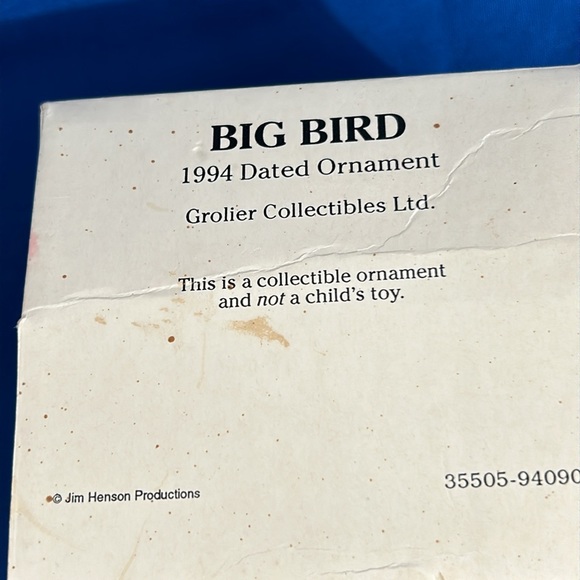 BIG BIRD
1994 Dated Ornament
Grolier Collectibles Ltd.
This is a collectible ornament
and not a child's toy.
© Jim Henson Productions
35505-94090